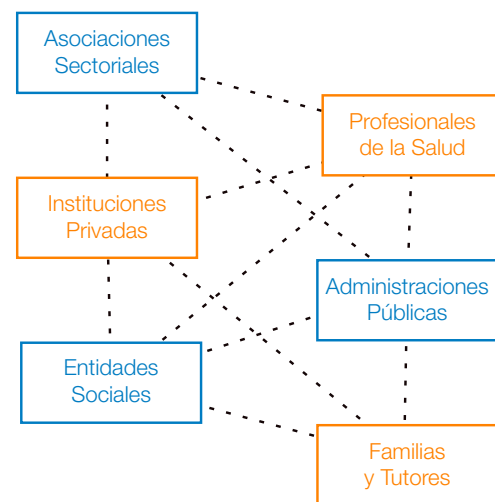 Asociaciones
Sectoriales
Profesionales
de la Salud
Instituciones
Privadas
Administraciones
Públicas
Entidades
Sociales
Familias
y Tutores